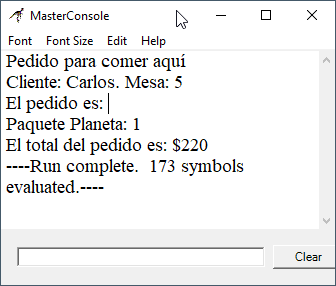 MasterConsole
Font Font Size Edit Help
Pedido para comer aquí
Cliente: Carlos. Mesa: 5
El pedido es:
Paquete Planeta: 1
El total del pedido es: $220
----Run complete.  173 symbols
evaluated.----
Clear